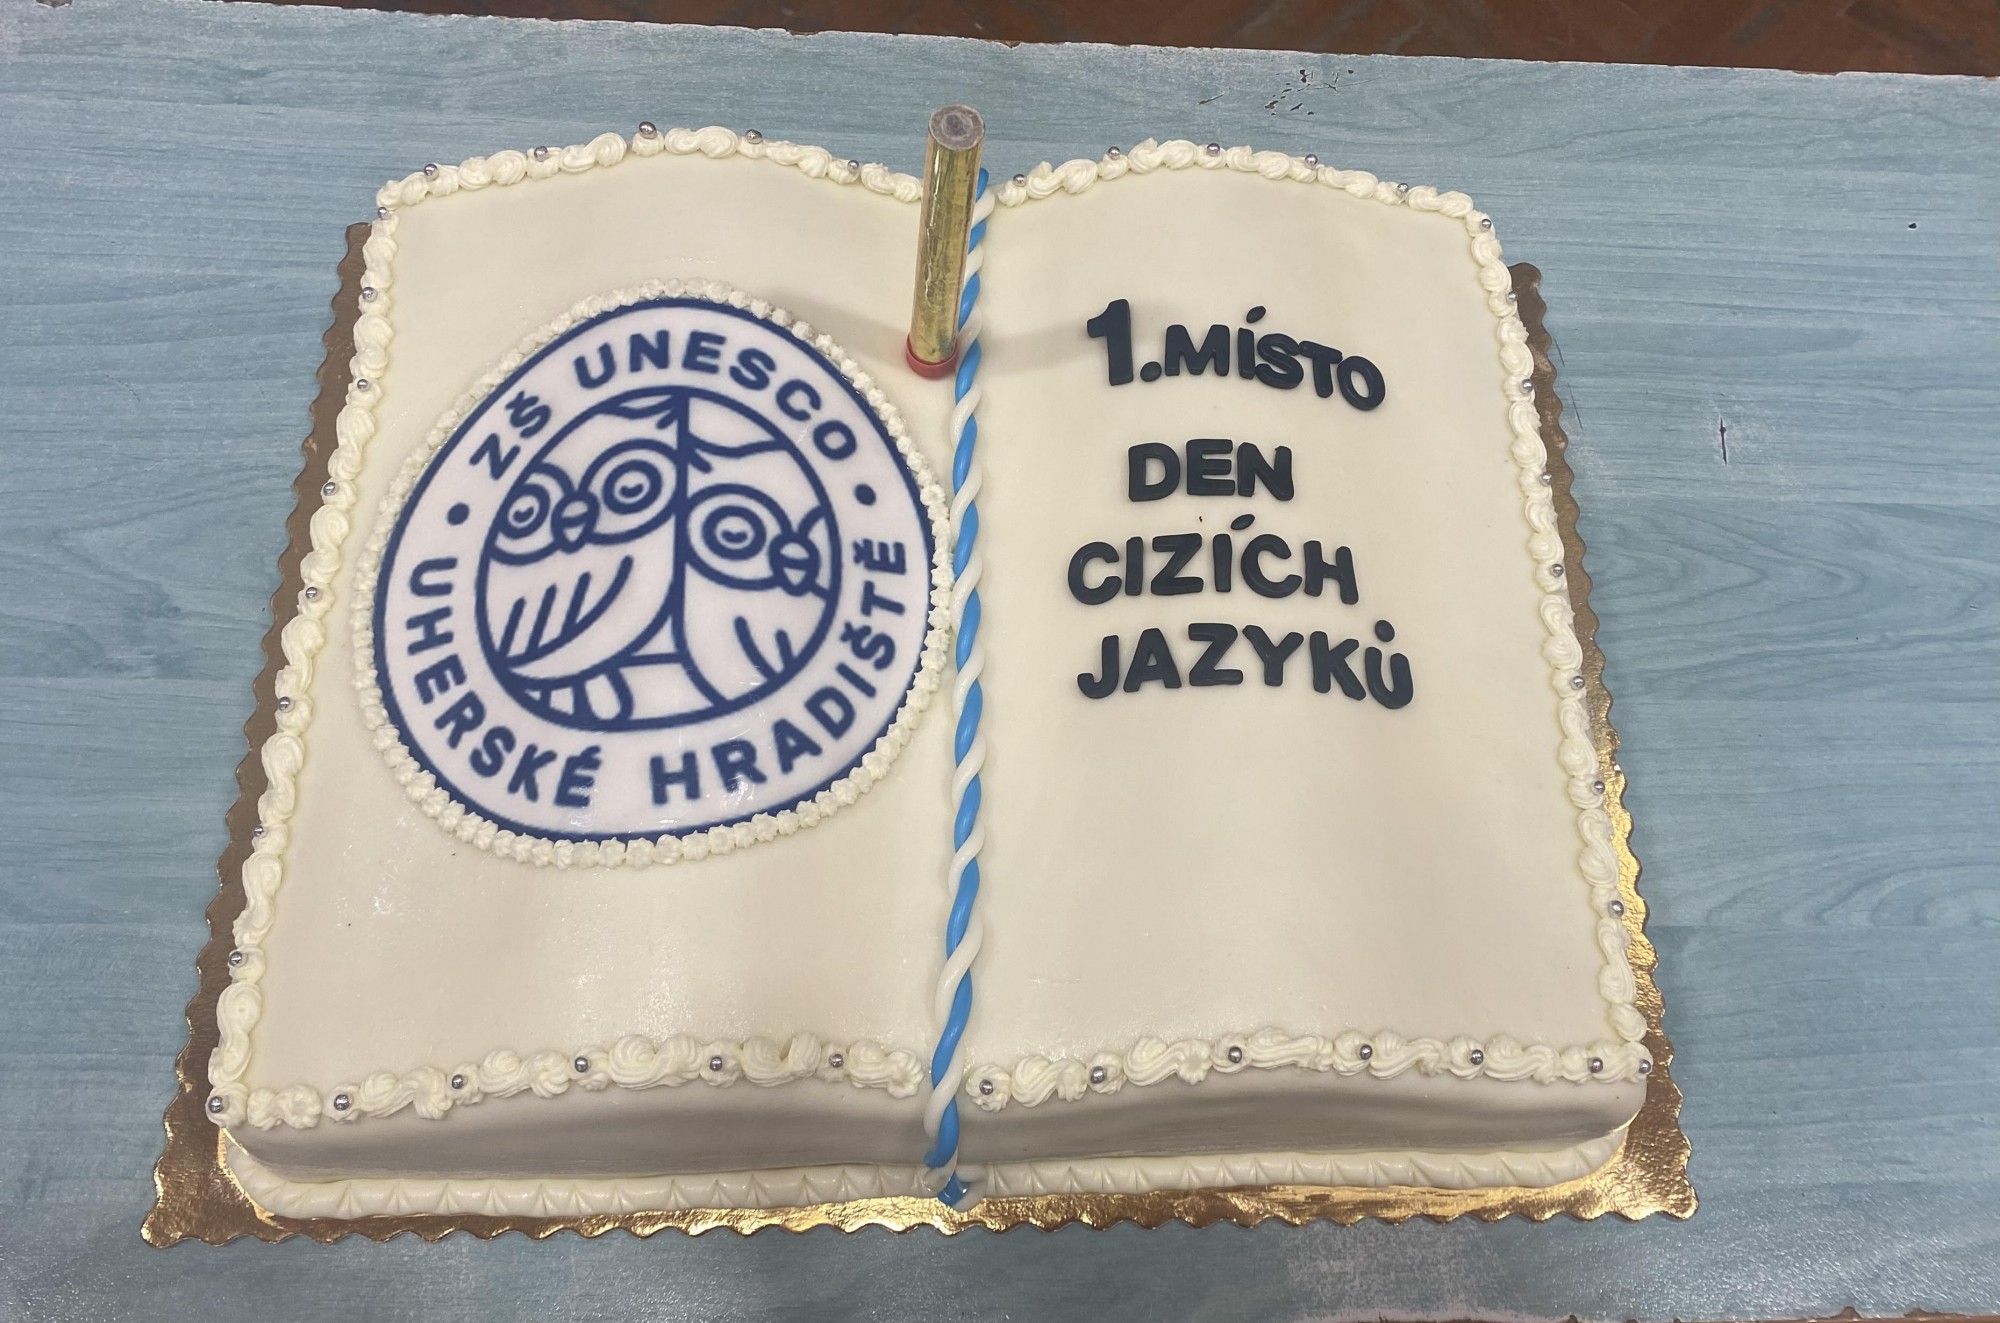 ZŠ UNESCO
UHERSKÉ HRADIŠTĚ
1. MÍSTO
DEN
CIZÍCH
JAZYKŮ